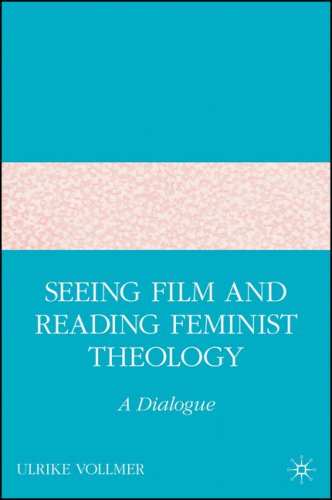 SEEING FILM AND
READING FEMINIST
THEOLOGY
A Dialogue
ULRIKE VOLLMER